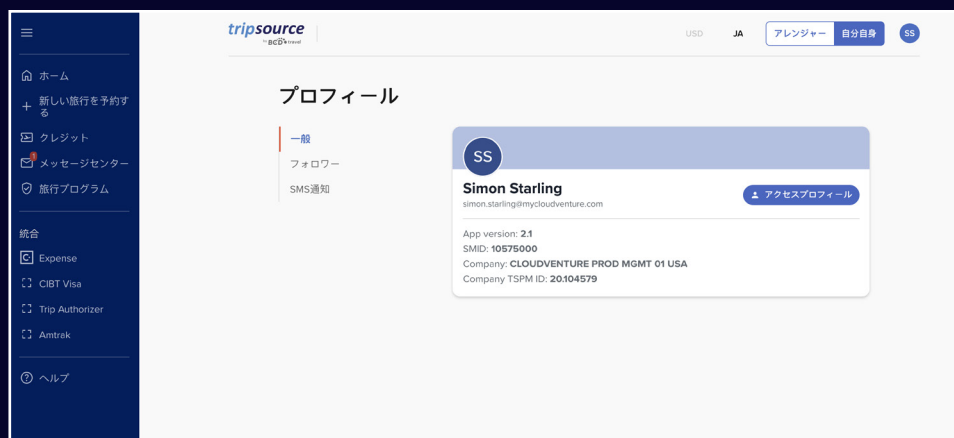 tripsource
by BCD travel
USD
JA
アレンジャー
自分自身
SS
ホーム
新しい旅行を予約す
る
クレジット
1
メッセージセンター
旅行プログラム
統合
C.
Expense
CIBT Visa
Trip Authorizer
Amtrak
ヘルプ
プロフィール
一般
フォロワー
SMS通知
SS
Simon Starling
simon.starling@mycloudventure.com
アクセスプロフィール
App version: 2.1
SMID: 10575000
Company: CLOUDVENTURE PROD MGMT 01 USA
Company TSPM ID: 20.104579